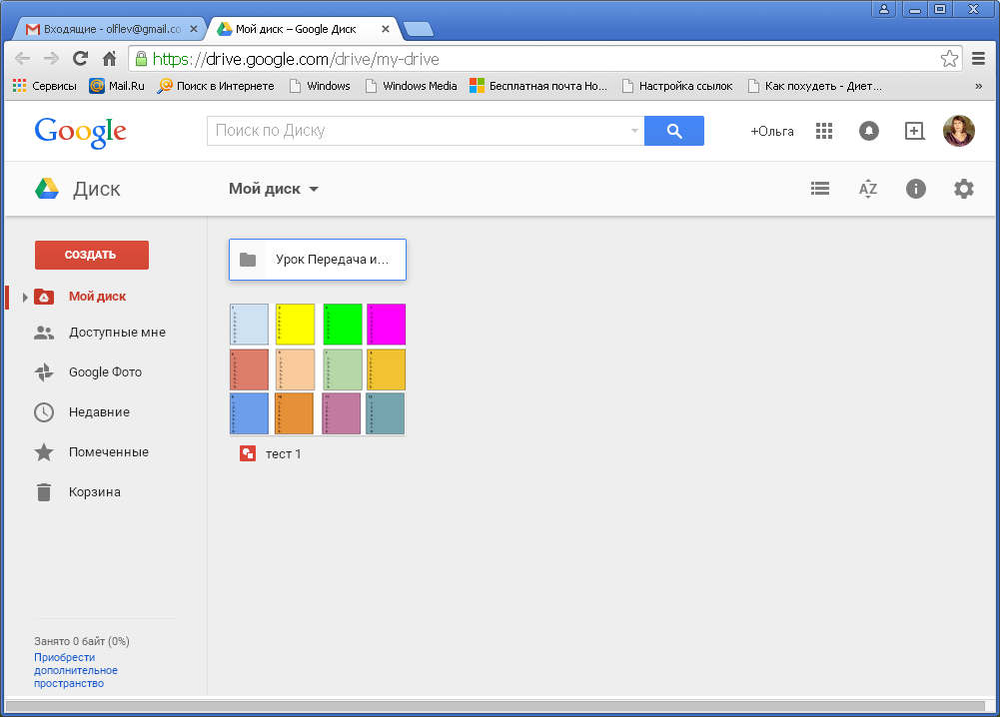 Входящие - olflev@gmail.co
Мой диск – Google Диск
https://drive.google.com/drive/my-drive
Сервисы
Mail.Ru
Поиск в Интернете
Windows
Windows Media
Бесплатная почта Ho...
Настройка ссылок
Как похудеть - Диет...
»
Google
Поиск по Диску
+Ольга
Диск
Мой диск
AZ
СОЗДАТЬ
Урок Передача и...
Мой диск
Доступные мне
Google Фото
Недавние
тест 1
Помеченные
Корзина
Занято 0 байт (0%)
Приобрести
дополнительное
пространство